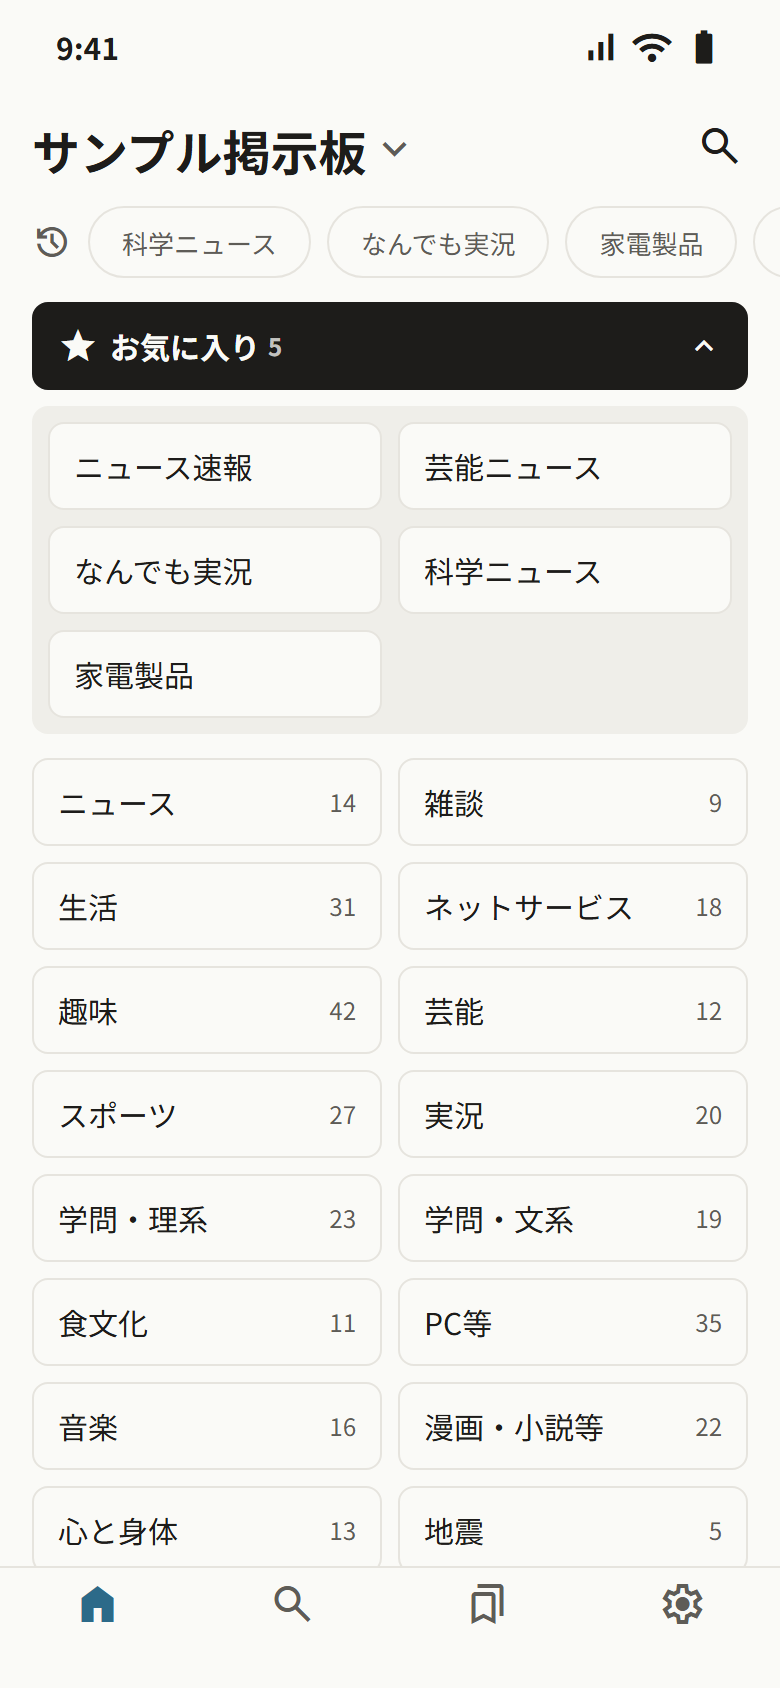 9:41
サンプル掲示板
科学ニュース なんでも実況 家電製品
お気に入り 5
ニュース速報 芸能ニュース
なんでも実況 科学ニュース
家電製品
ニュース 14 雑談 9
生活 31 ネットサービス 18
趣味 42 芸能 12
スポーツ 27 実況 20
学問・理系 23 学問・文系 19
食文化 11 PC等 35
音楽 16 漫画・小説等 22
心と身体 13 地震 5